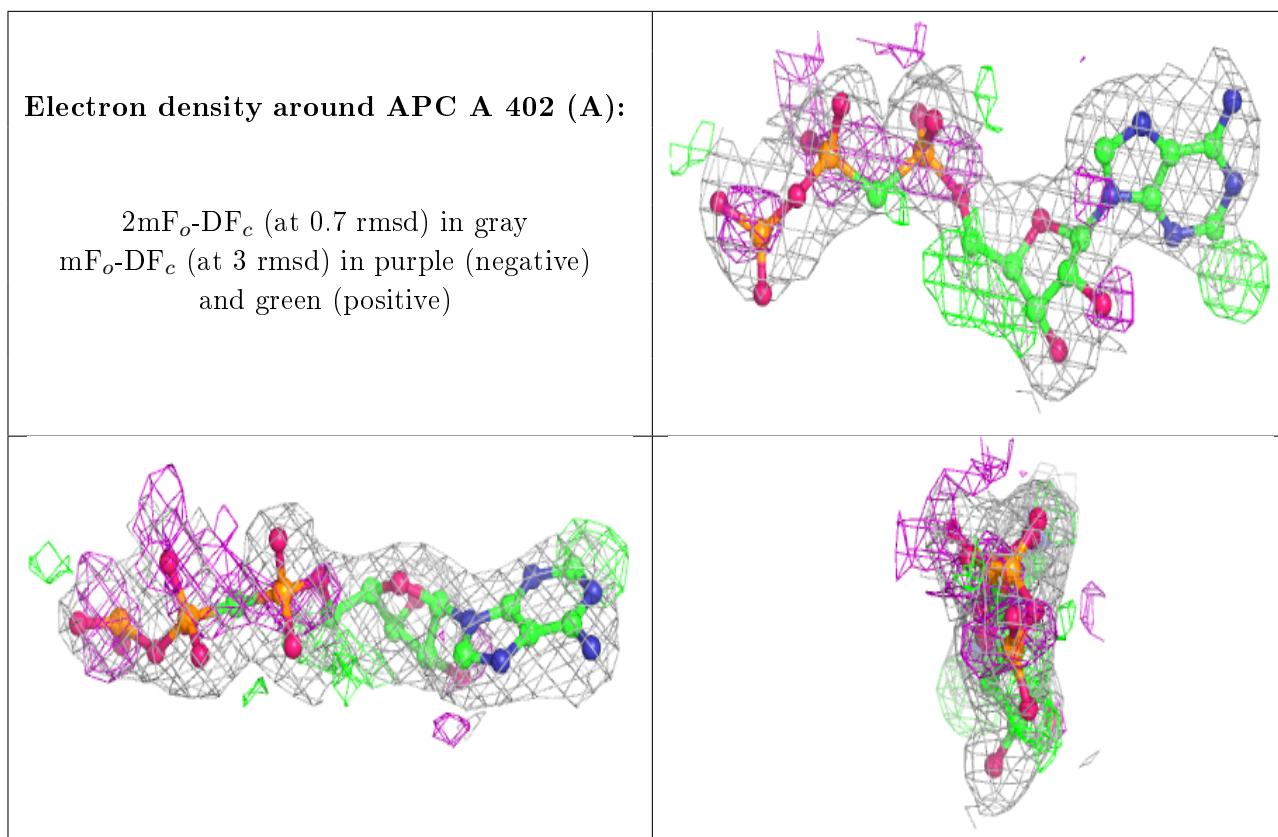 Electron density around APC A 402 (A):
2mFₒ-DF𝒸 (at 0.7 rmsd) in gray
mFₒ-DF𝒸 (at 3 rmsd) in purple (negative)
and green (positive)